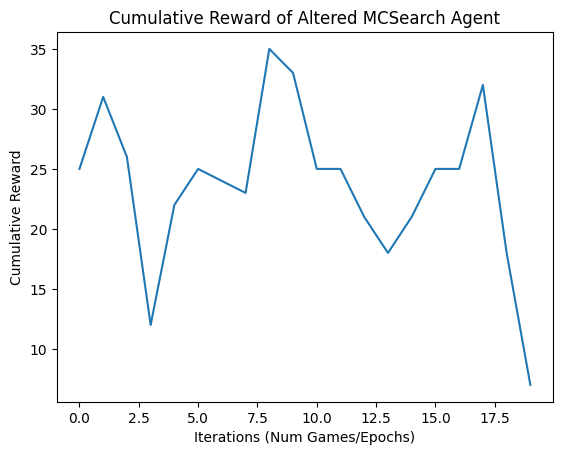 Cumulative Reward of Altered MCSearch Agent
35
30
25
20
15
10
Cumulative Reward
0.0 2.5 5.0 7.5 10.0 12.5 15.0 17.5
Iterations (Num Games/Epochs)